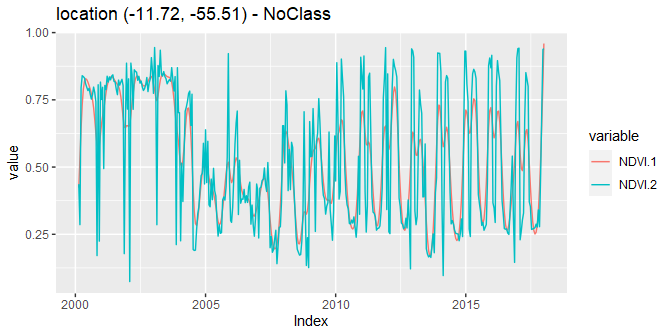 location (-11.72, -55.51) - NoClass
1.00
0.75
0.50
0.25
value
2000
2005
2010
2015
Index
variable
NDVI.1
NDVI.2